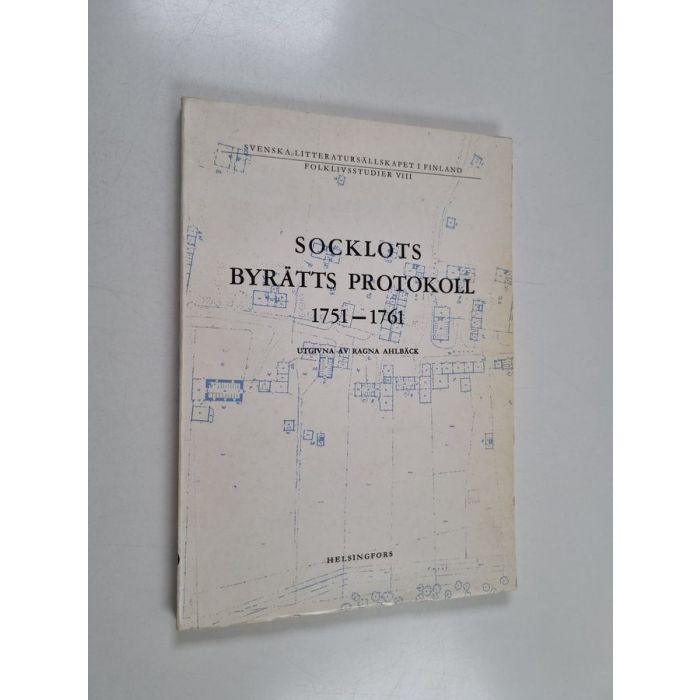 SVENSKA LITTERATURSÄLLSKAPET I FINLAND
FOLKLIVSSTUDIER VIII
SOCKLOTS
BYRÄTTS PROTOKOLL
1751—1761
UTGIVNA AV RAGNA AHLBÄCK
HELSINGFORS